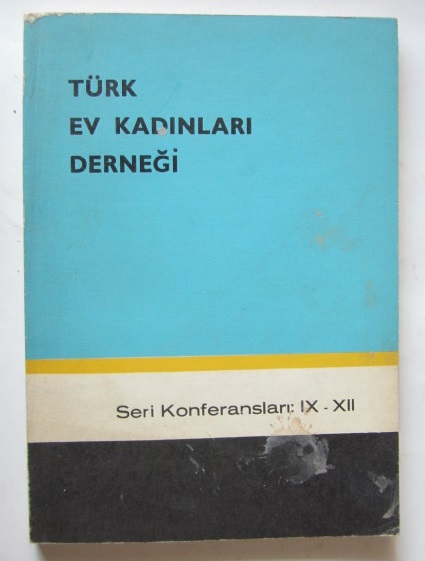 TÜRK
EV KADINLARI
DERNEĞİ
Seri Konferansları: IX - XII